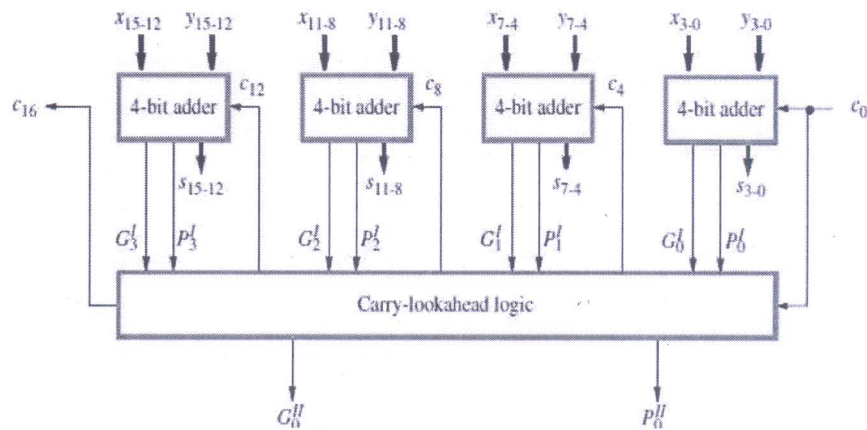 x₁₅₋₁₂ y₁₅₋₁₂ x₁₁₋₈ y₁₁₋₈ x₇₋₄ y₇₋₄ x₃₋₀ y₃₋₀
c₁₆ 4-bit adder c₁₂ 4-bit adder c₈ 4-bit adder c₄ 4-bit adder c₀
s₁₅₋₁₂ s₁₁₋₈ s₇₋₄ s₃₋₀
G₃ᴵ P₃ᴵ G₂ᴵ P₂ᴵ G₁ᴵ P₁ᴵ G₀ᴵ P₀ᴵ
Carry-lookahead logic
G₀ᴵᴵ P₀ᴵᴵ